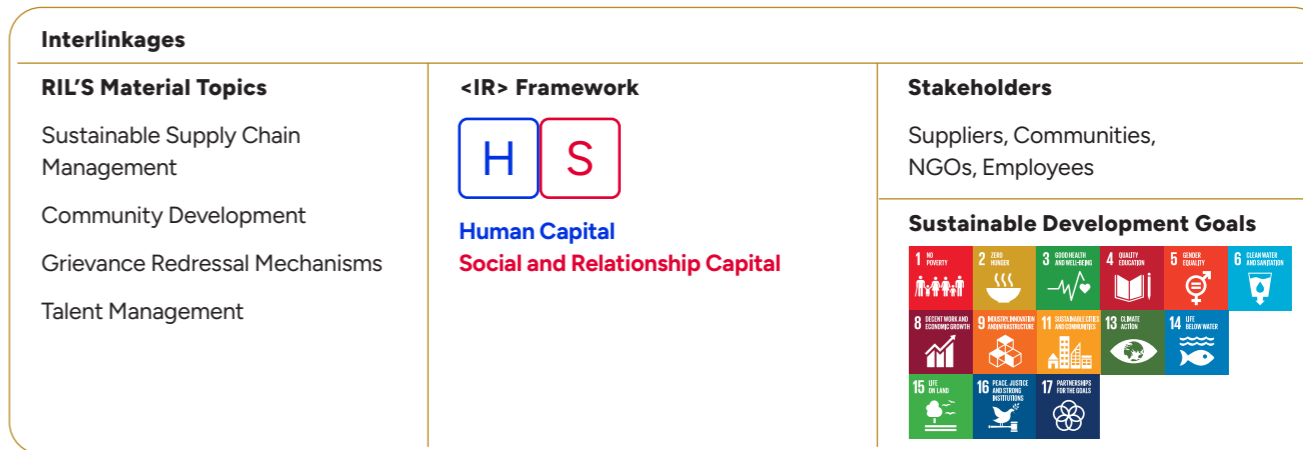 Interlinkages
RIL'S Material Topics
Sustainable Supply Chain
Management
Community Development
Grievance Redressal Mechanisms
Talent Management
<IR> Framework
H S
Human Capital
Social and Relationship Capital
Stakeholders
Suppliers, Communities,
NGOs, Employees
Sustainable Development Goals
1 NO
POVERTY
2 ZERO
HUNGER
3 GOOD HEALTH
AND WELL-BEING
4 QUALITY
EDUCATION
5 GENDER
EQUALITY
6 CLEAN WATER
AND SANITATION
8 DECENT WORK AND
ECONOMIC GROWTH
9 INDUSTRY, INNOVATION
AND INFRASTRUCTURE
11 SUSTAINABLE CITIES
AND COMMUNITIES
13 CLIMATE
ACTION
14 LIFE
BELOW WATER
15 LIFE
ON LAND
16 PEACE, JUSTICE
AND STRONG
INSTITUTIONS
17 PARTNERSHIPS
FOR THE GOALS